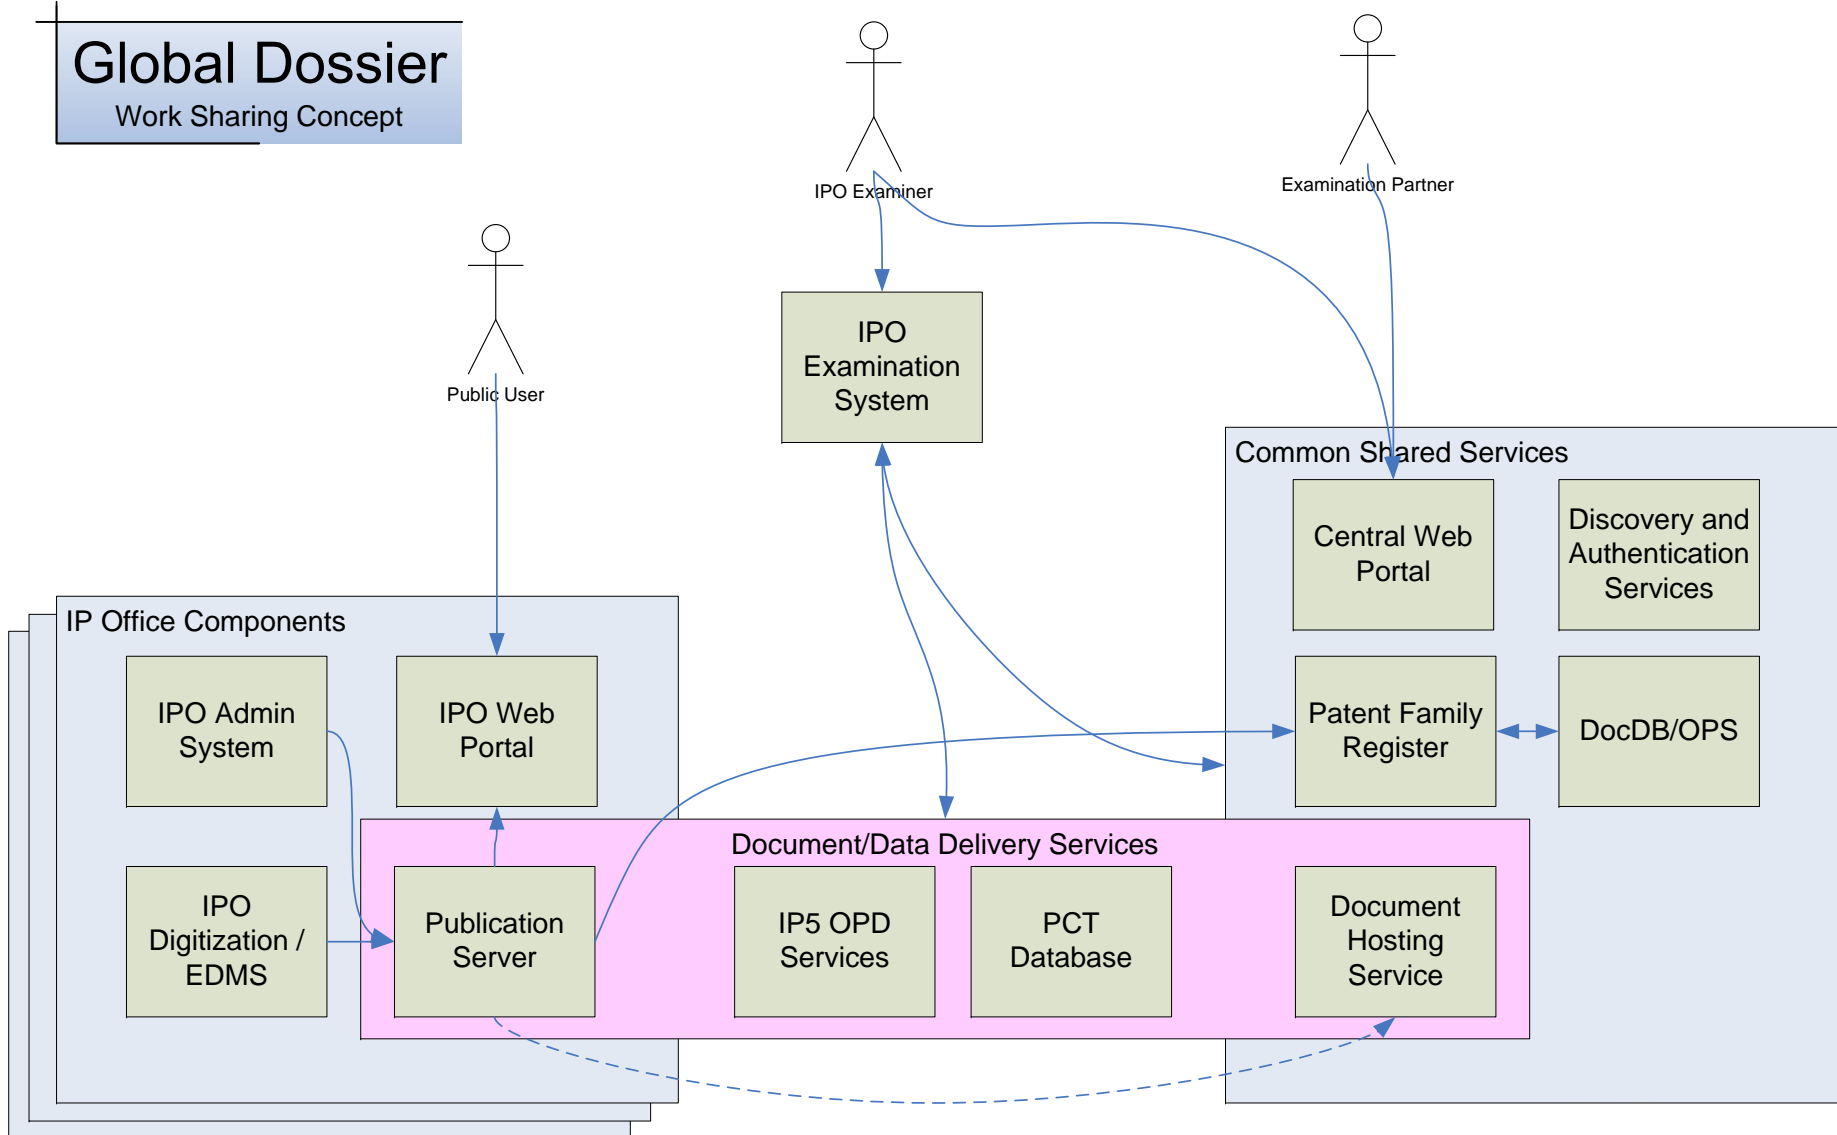 Global Dossier
Work Sharing Concept
IPO Examiner
Examination Partner
Public User
IPO
Examination
System
Common Shared Services
Central Web
Portal
Discovery and
Authentication
Services
IP Office Components
IPO Admin
System
IPO Web
Portal
Patent Family
Register
DocDB/OPS
Document/Data Delivery Services
IPO
Digitization /
EDMS
Publication
Server
IP5 OPD
Services
PCT
Database
Document
Hosting
Service